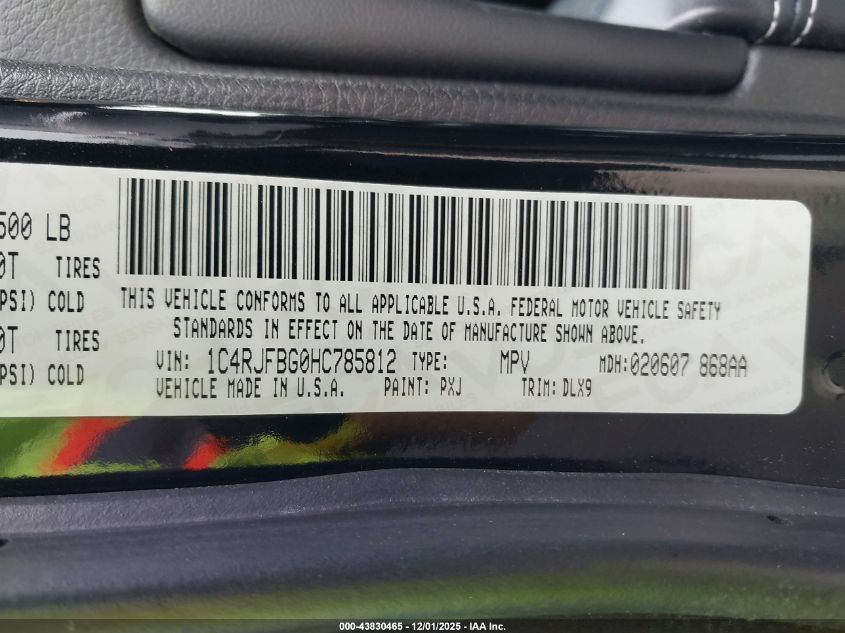 500 LB
0T TIRES
PSI) COLD
0T TIRES
PSI) COLD
THIS VEHICLE CONFORMS TO ALL APPLICABLE U.S.A. FEDERAL MOTOR VEHICLE SAFETY
STANDARDS IN EFFECT ON THE DATE OF MANUFACTURE SHOWN ABOVE.
VIN: 1C4RJFBG0HC785812 TYPE: MPV MDH:020607 868AA
VEHICLE MADE IN U.S.A. PAINT: PXJ TRIM: DLX9
000-43830465 - 12/01/2025 - IAA Inc.